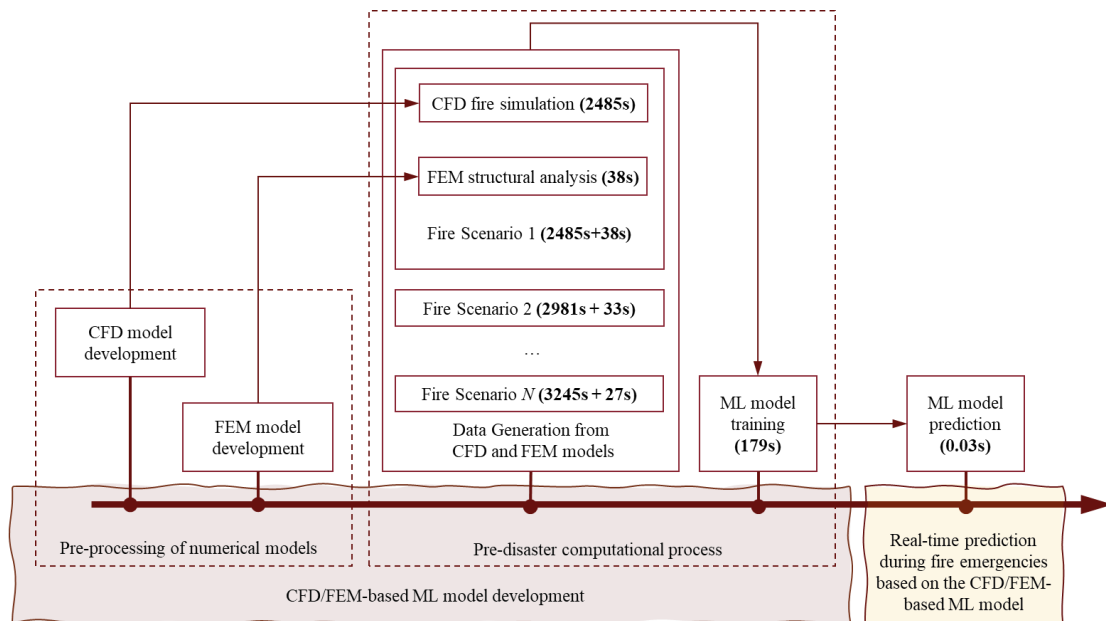 CFD fire simulation (2485s)
FEM structural analysis (38s)
Fire Scenario 1 (2485s+38s)
Fire Scenario 2 (2981s + 33s)
...
Fire Scenario N (3245s + 27s)
Data Generation from
CFD and FEM models
CFD model
development
FEM model
development
ML model
training
(179s)
ML model
prediction
(0.03s)
Pre-processing of numerical models
Pre-disaster computational process
CFD/FEM-based ML model development
Real-time prediction
during fire emergencies
based on the CFD/FEM-
based ML model